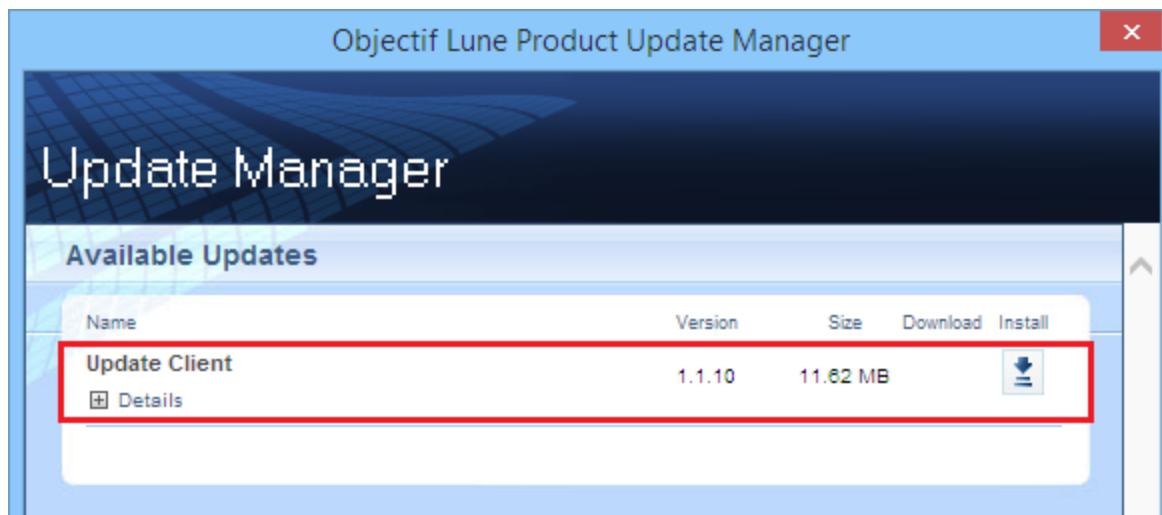 Objectif Lune Product Update Manager
Update Manager
Available Updates
Name Version Size Download Install
Update Client 1.1.10 11.62 MB
Details